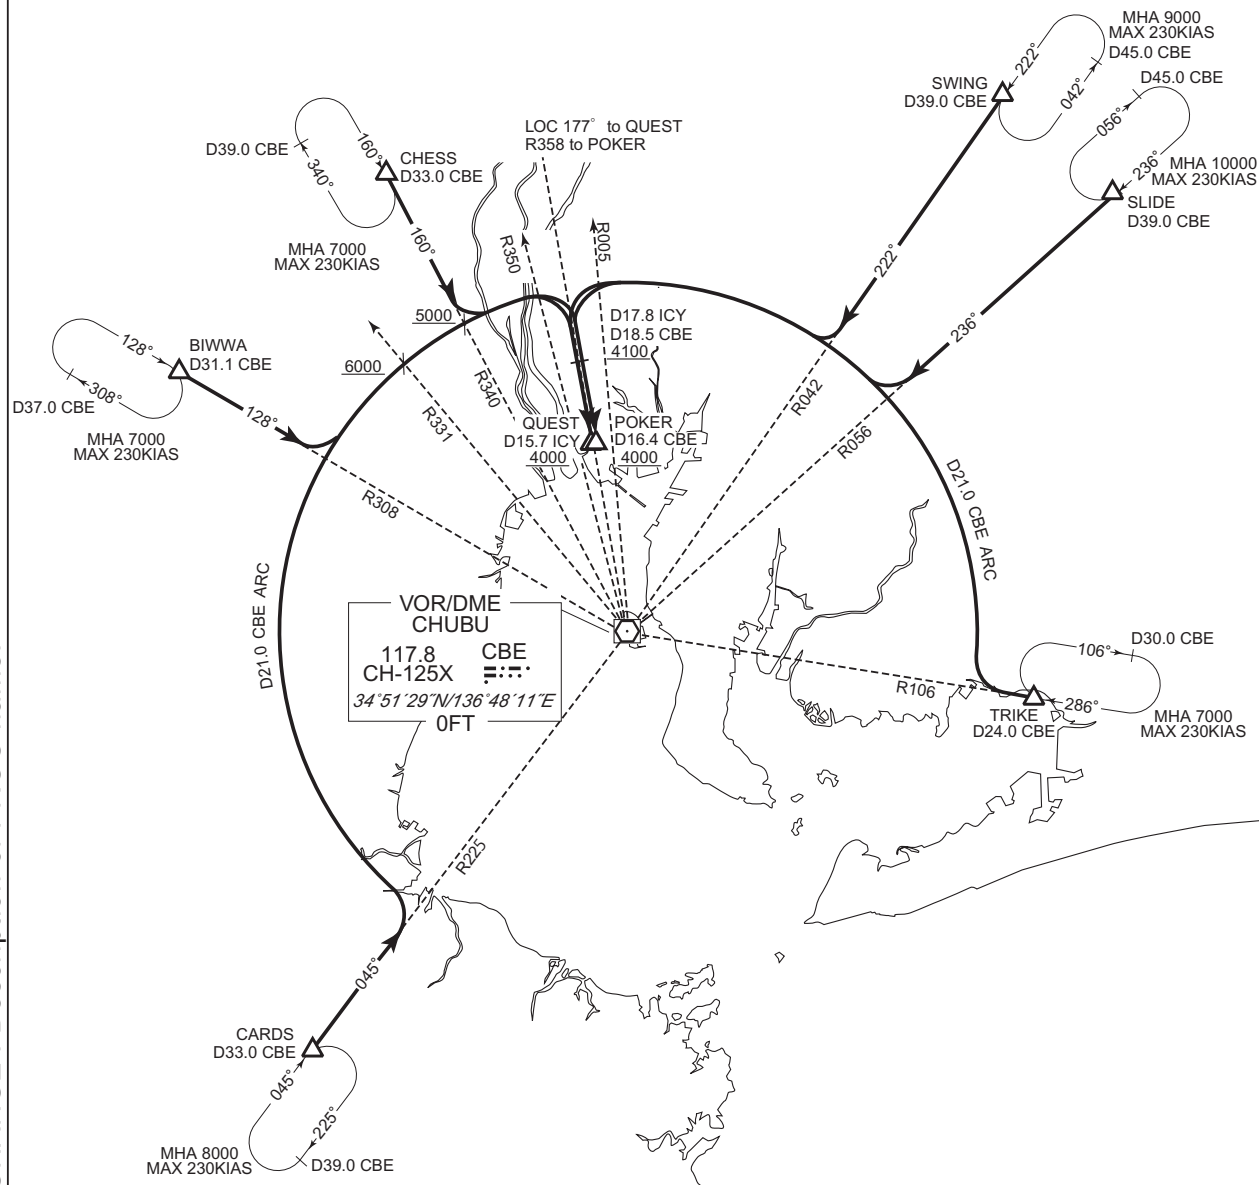 MHA 9000
MAX 230KIAS
D45.0 CBE
222°
042°
SWING
D39.0 CBE
D45.0 CBE
056°
236°
MHA 10000
MAX 230KIAS
SLIDE
D39.0 CBE
LOC 177° to QUEST
R358 to POKER
D39.0 CBE
160°
340°
CHESS
D33.0 CBE
MHA 7000
MAX 230KIAS
160°
R350
R005
222°
236°
5000
6000
D17.8 ICY
D18.5 CBE
4100
128°
308°
BIWWA
D31.1 CBE
D37.0 CBE
MHA 7000
MAX 230KIAS
128°
R308
R331
R340
R042
R056
QUEST
D15.7 ICY
4000
POKER
D16.4 CBE
4000
D21.0 CBE ARC
D21.0 CBE ARC
VOR/DME
CHUBU
117.8
CH-125X
CBE
34°51´29˝N/136°48´11˝E
0FT
R106
106°
D30.0 CBE
286°
TRIKE
D24.0 CBE
MHA 7000
MAX 230KIAS
R225
045°
CARDS
D33.0 CBE
045°
225°
MHA 8000
MAX 230KIAS
D39.0 CBE